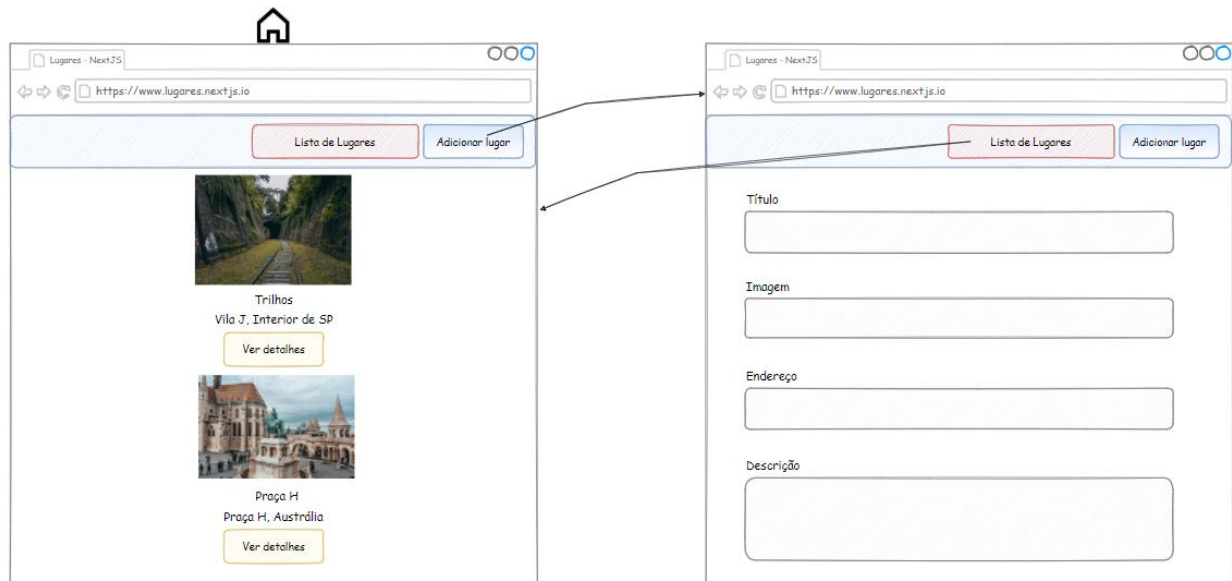 Lugares - NextJS
https://www.lugares.nextjs.io
Lista de Lugares
Adicionar lugar
Trilhos
Vila J, Interior de SP
Ver detalhes
Praça H
Praça H, Austrália
Ver detalhes
Lugares - NextJS
https://www.lugares.nextjs.io
Lista de Lugares
Adicionar lugar
Título
Imagem
Endereço
Descrição